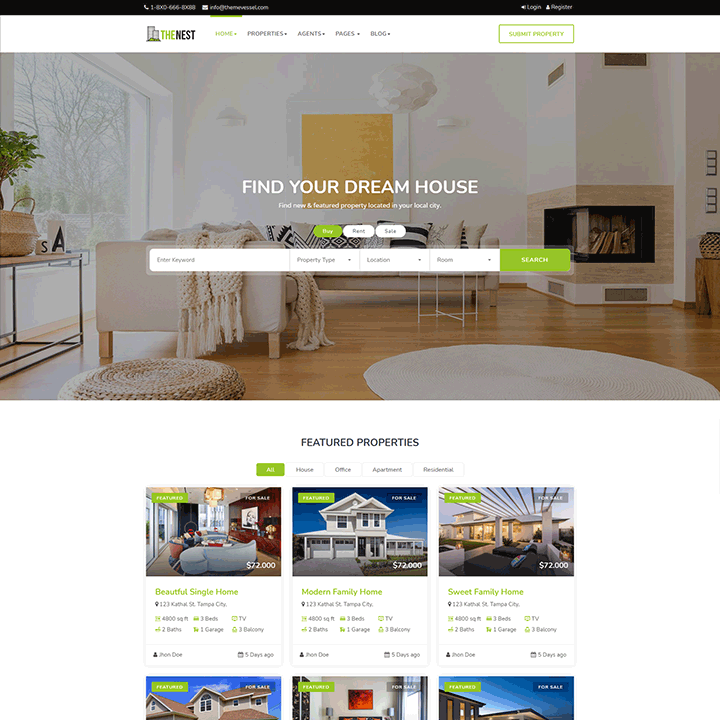 1-8X0-666-8X88 info@themevessel.com Login Register
THENEST HOME PROPERTIES AGENTS PAGES BLOG SUBMIT PROPERTY
A
FIND YOUR DREAM HOUSE
Find new & featured property located in your local city.
Buy Rent Sale
Enter Keyword Property Type Location Room SEARCH
FEATURED PROPERTIES
All House Office Apartment Residential
FEATURED FOR SALE FEATURED FOR SALE FEATURED FOR SALE
$72.000 $72.000 $72.000
Beautful Single Home Modern Family Home Sweet Family Home
123 Kathal St. Tampa City, 123 Kathal St. Tampa City, 123 Kathal St. Tampa City,
4800 sq ft 3 Beds TV 4800 sq ft 3 Beds TV 4800 sq ft 3 Beds TV
2 Baths 1 Garage 3 Balcony 2 Baths 1 Garage 3 Balcony 2 Baths 1 Garage 3 Balcony
Jhon Doe 5 Days ago Jhon Doe 5 Days ago Jhon Doe 5 Days ago
FEATURED FOR SALE FEATURED FOR SALE FEATURED FOR SALE